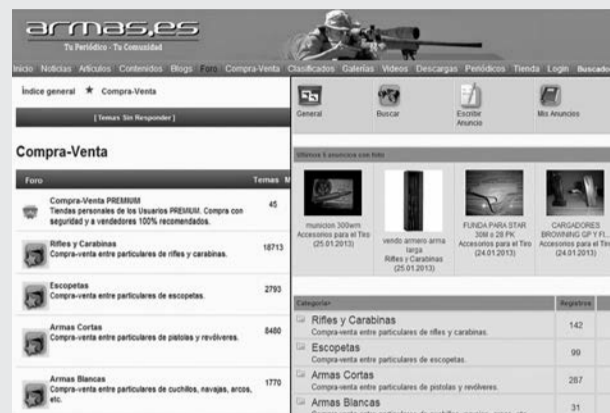 armas.es
Tu Periódico - Tu Comunidad
Inicio Noticias Artículos Contenidos Blogs Foro Compra-Venta Clasificados Galerías Videos Descargas Periódicos Tienda Login Buscado
Índice general ★ Compra-Venta
[ Temas Sin Responder ]
Compra-Venta
Foro Temas M
Compra-Venta PREMIUM 45
Tiendas personales de los Usuarios PREMIUM. Compra con
seguridad y a vendedores 100% recomendados.
Rifles y Carabinas 18713
Compra-venta entre particulares de rifles y carabinas.
Escopetas 2793
Compra-venta entre particulares de escopetas.
Armas Cortas 8480
Compra-venta entre particulares de pistolas y revólveres.
Armas Blancas 1770
Compra-venta entre particulares de cuchillos, navajas, arcos,
etc.
General
Buscar
Escribir
Anuncio
Mis Anuncios
Ultimos 5 anuncios con foto
municion 300wm
Accesorios para el Tiro
(25.01.2013)
vendo armero arma
larga
Rifles y Carabinas
(25.01.2013)
FUNDA PARA STAR
30M o 28 PK
Accesorios para el Tiro
(24.01.2013)
CARGADORES
BROWNING GP Y FI...
Accesorios para el Tiro
(24.01.2013)
Categoría Registros
Rifles y Carabinas 142
Compra-venta entre particulares de rifles y carabinas.
Escopetas 99
Compra-venta entre particulares de escopetas.
Armas Cortas 287
Compra-venta entre particulares de pistolas y revólveres.
Armas Blancas 31